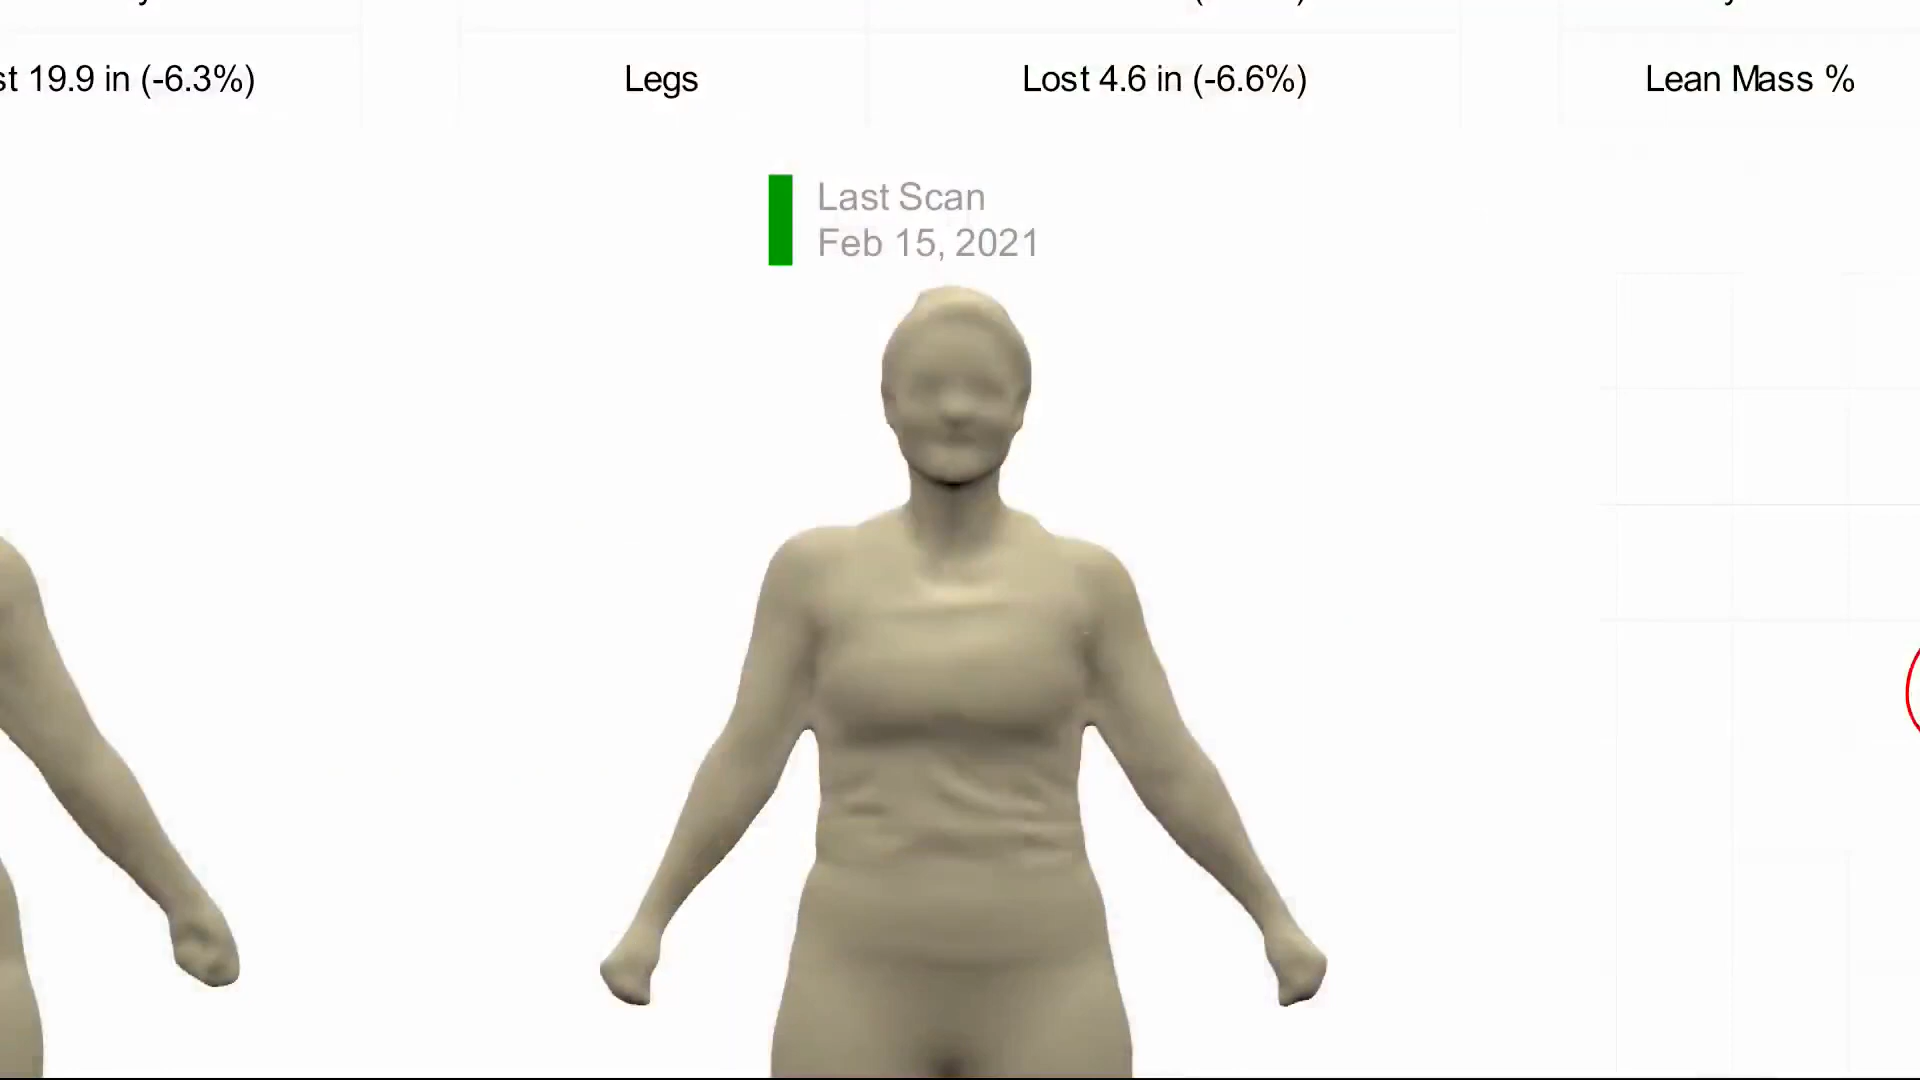 19.9 in (-6.3%)
Legs
Lost 4.6 in (-6.6%)
Lean Mass %
Last Scan
Feb 15, 2021